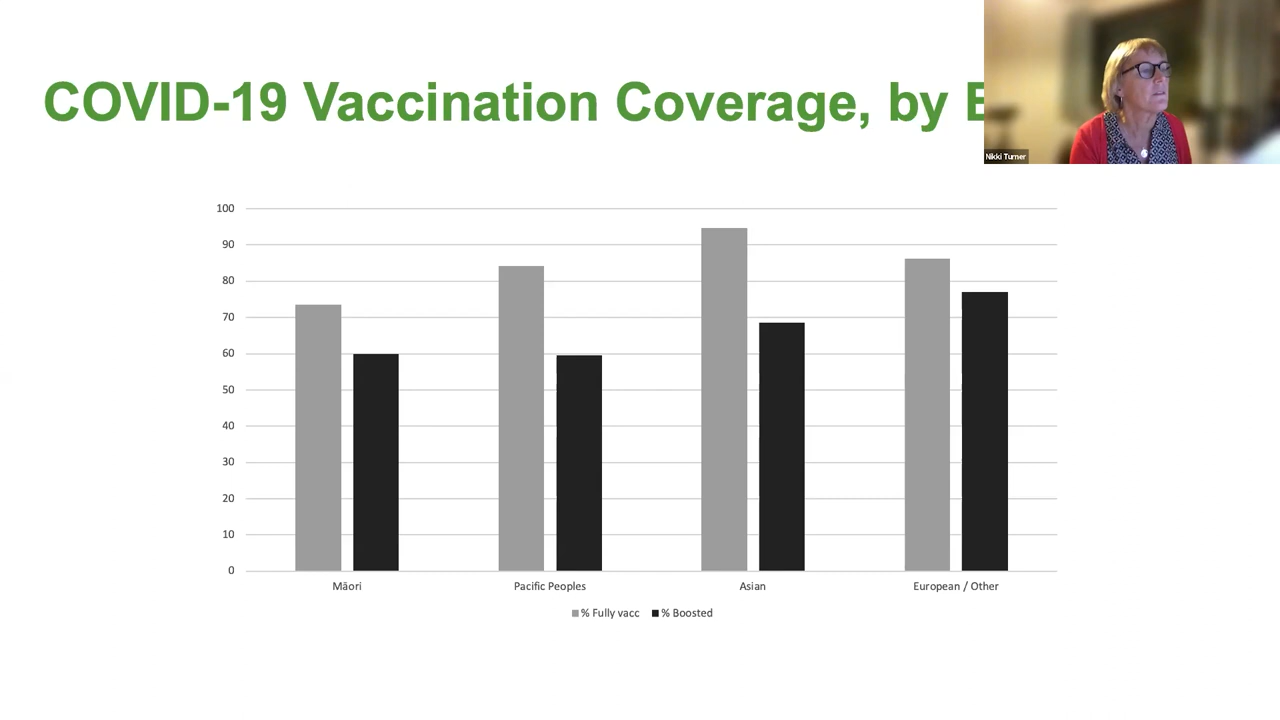 COVID-19 Vaccination Coverage, by
Nikki Turner
100
90
80
70
60
50
40
30
20
10
0
Māori
Pacific Peoples
Asian
European / Other
% Fully vacc
% Boosted